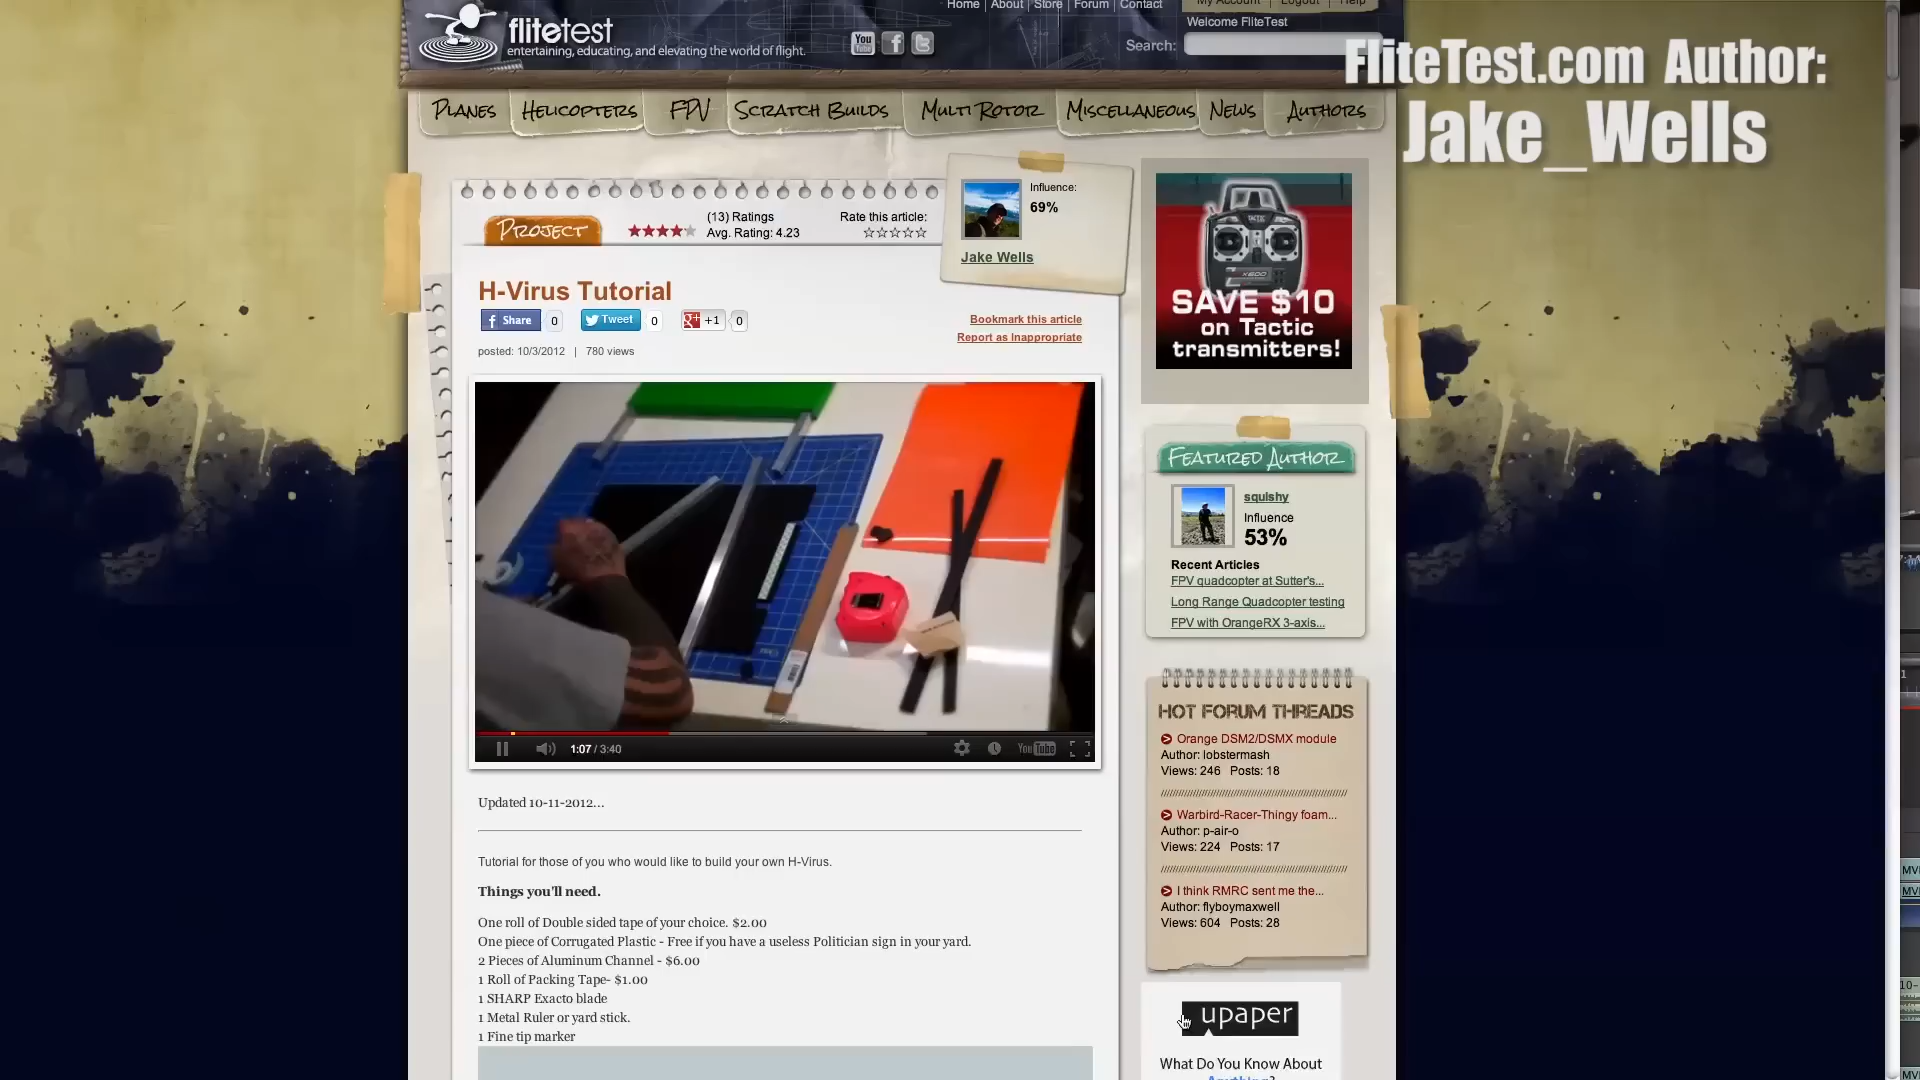 Home | About | Store | Forum | Contact
My Account | Logout | Help
flitetest
entertaining, educating, and elevating the world of flight.
You Tube
Welcome FliteTest
Search:
FliteTest.com Author:
Jake_Wells
Planes
Helicopters
FPV
Scratch Builds
Multi Rotor
Miscellaneous
News
Authors
Project
(13) Ratings
Avg. Rating: 4.23
Rate this article:
Influence:
69%
Jake Wells
H-Virus Tutorial
Share 0
Tweet 0
+1 0
Bookmark this article
Report as Inappropriate
posted: 10/3/2012 | 780 views
1:07 / 3:40
YouTube
Updated 10-11-2012...
Tutorial for those of you who would like to build your own H-Virus.
Things you'll need.
One roll of Double sided tape of your choice. $2.00
One piece of Corrugated Plastic - Free if you have a useless Politician sign in your yard.
2 Pieces of Aluminum Channel - $6.00
1 Roll of Packing Tape- $1.00
1 SHARP Exacto blade
1 Metal Ruler or yard stick.
1 Fine tip marker
SAVE $10
on Tactic
transmitters!
Featured Author
squishy
Influence
53%
Recent Articles
FPV quadcopter at Sutter's...
Long Range Quadcopter testing
FPV with OrangeRX 3-axis...
HOT FORUM THREADS
Orange DSM2/DSMX module
Author: lobstermash
Views: 246 Posts: 18
Warbird-Racer-Thingy foam...
Author: p-air-o
Views: 224 Posts: 17
I think RMRC sent me the...
Author: flyboymaxwell
Views: 604 Posts: 28
upaper
What Do You Know About